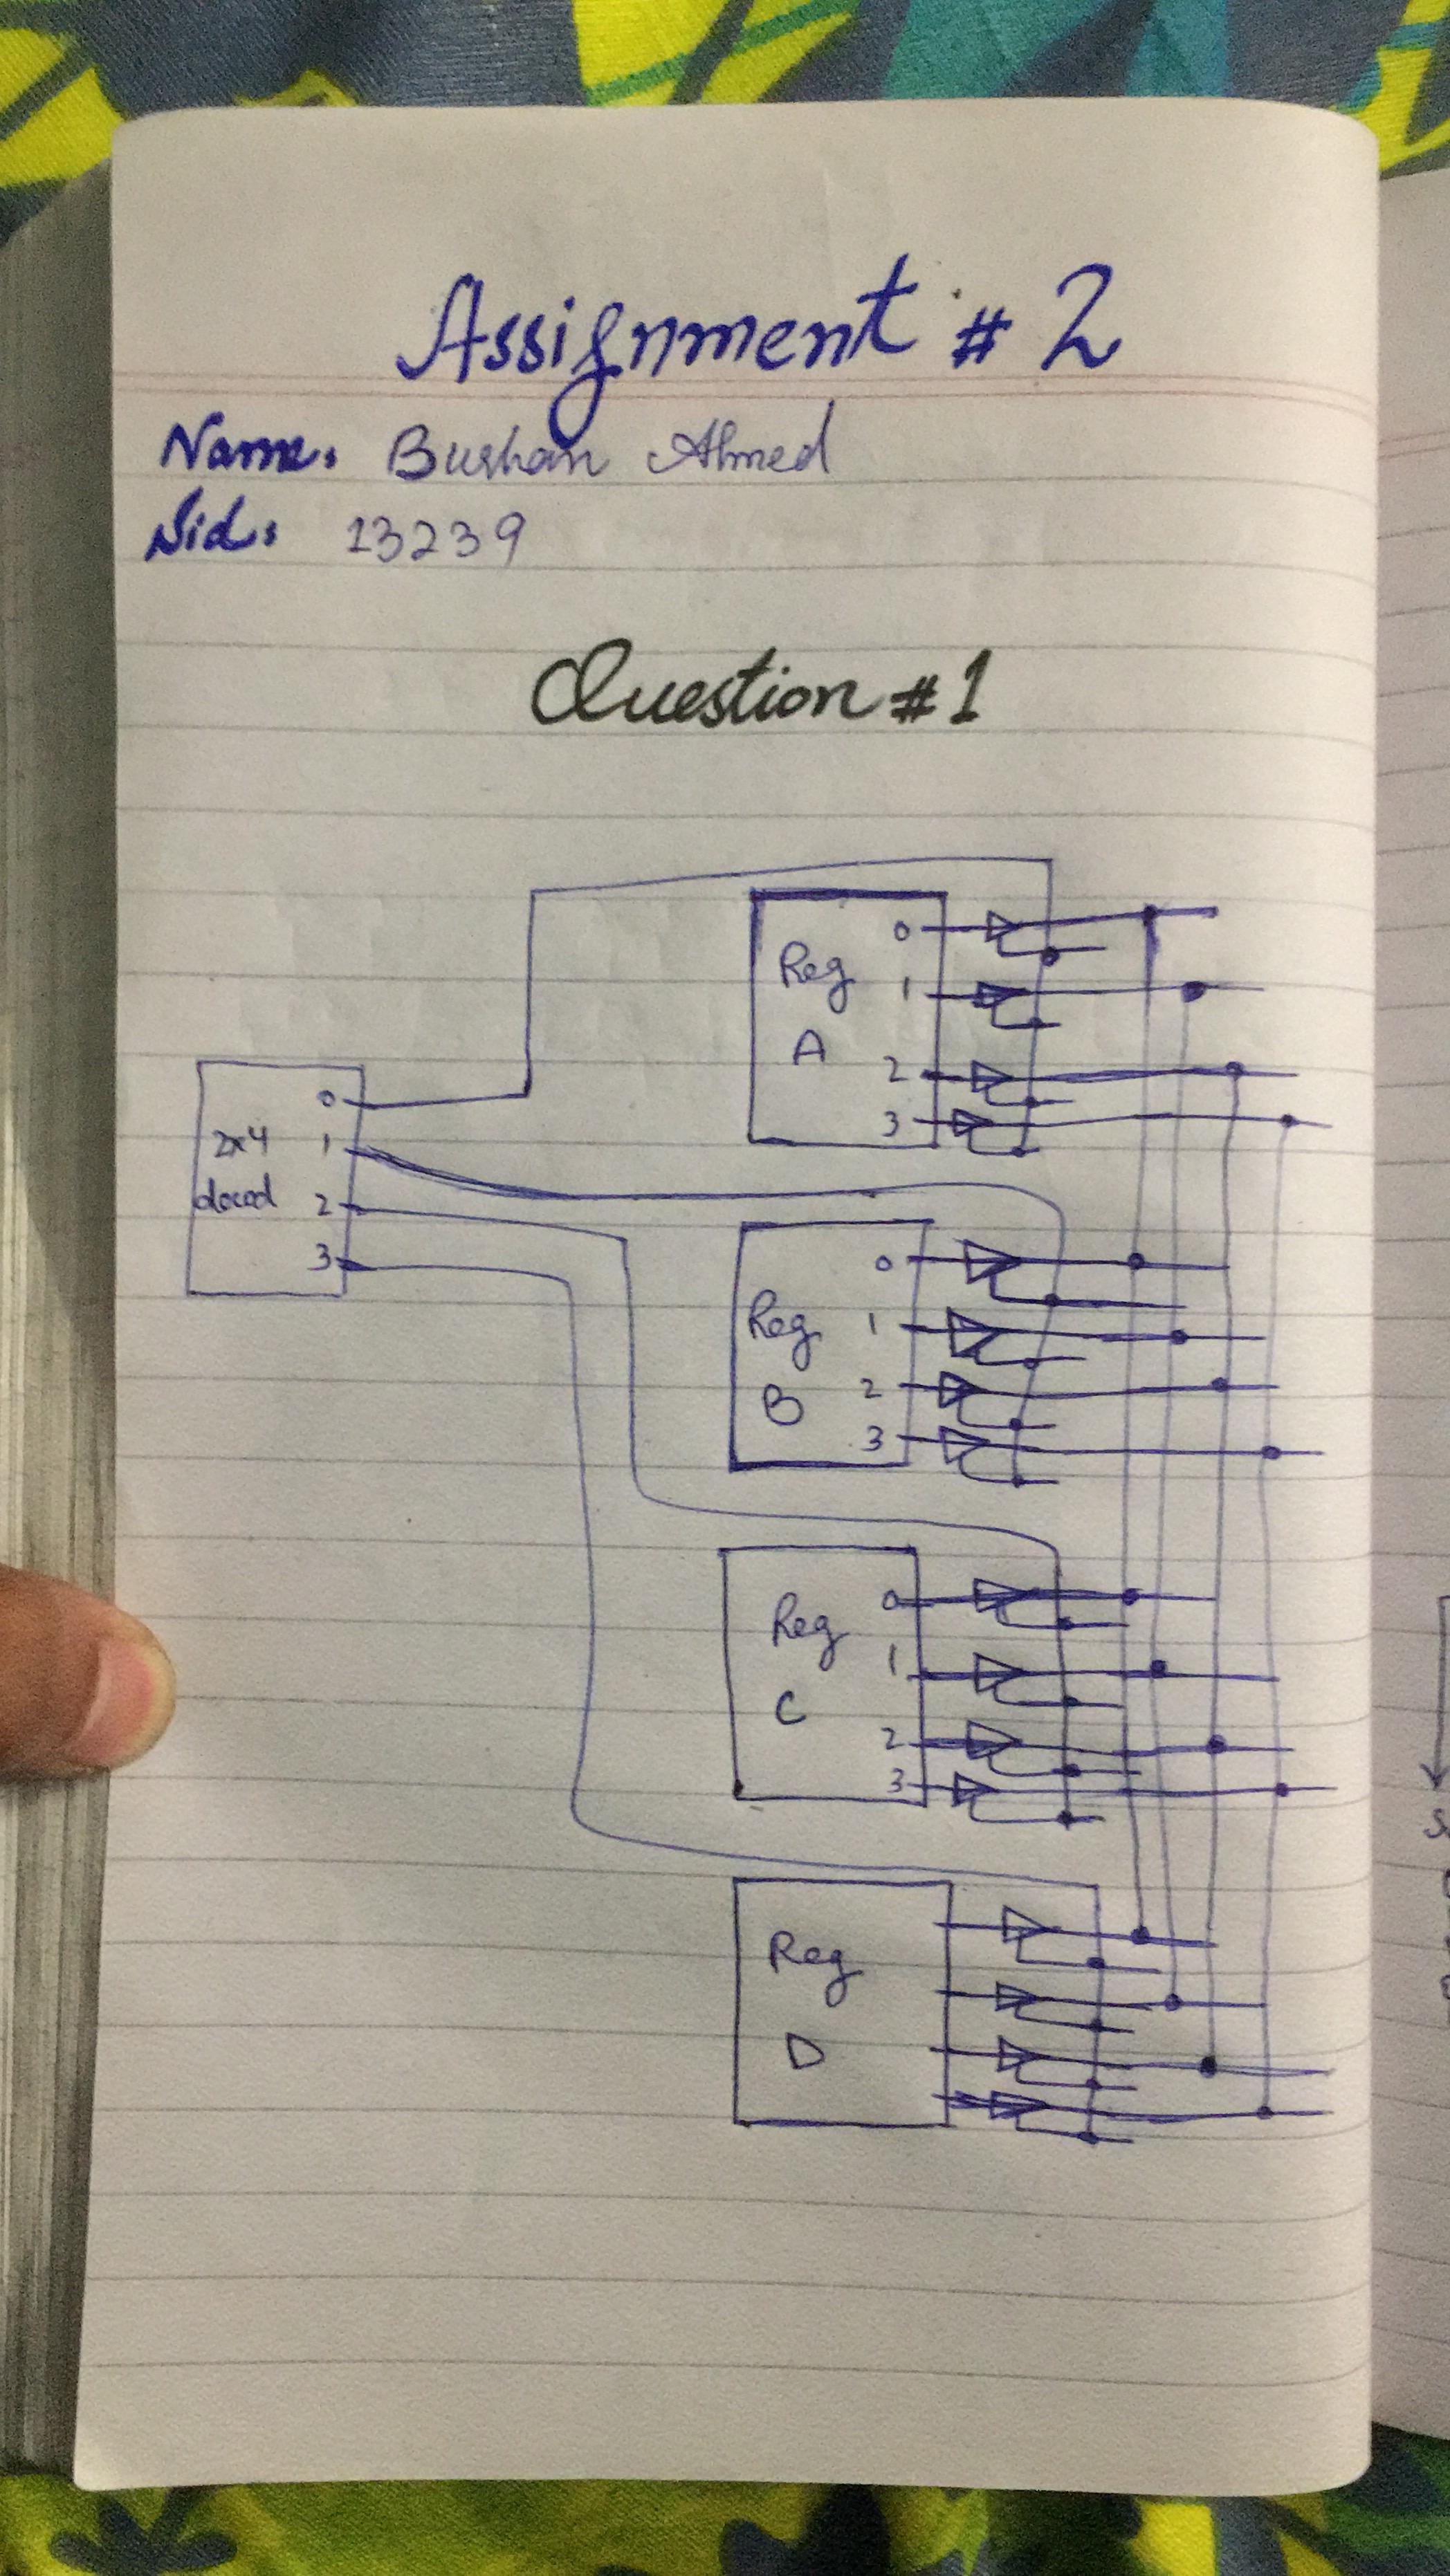 Assignment # 2
Name: Burhan Ahmed
Sid: 13239
Question #1
0
Reg 1
A 2
3
0
2x4 1
2
3
0
Reg 1
B 2
3
0
Reg 1
C 2
3
Reg
D